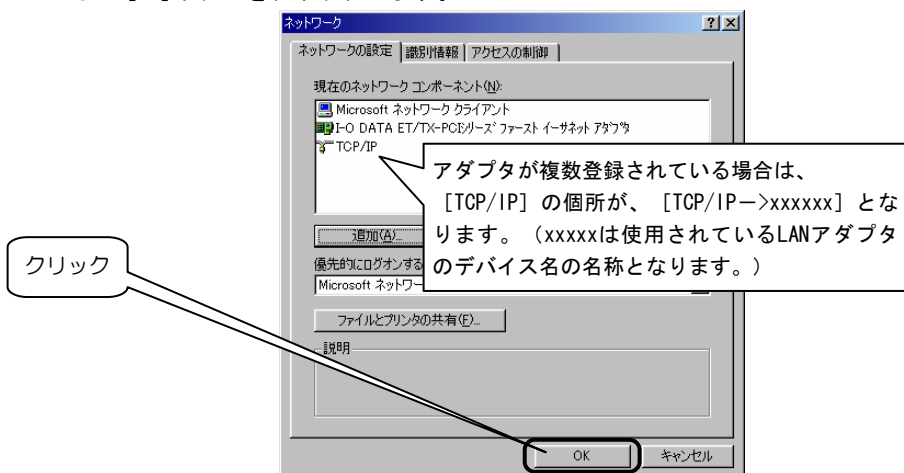 ネットワーク
ネットワークの設定 識別情報 アクセスの制御
現在のネットワーク コンポーネント(N):
Microsoft ネットワーク クライアント
I-O DATA ET/TX-PCIシリーズ ファースト イーサネット アダプタ
TCP/IP
アダプタが複数登録されている場合は、
［TCP/IP］の個所が、［TCP/IPー>xxxxxx］とな
ります。（xxxxxは使用されているLANアダプタ
のデバイス名の名称となります。）
追加(A)...
クリック
優先的にログオンする
Microsoft ネットワー
ファイルとプリンタの共有(F)...
説明
OK
キャンセル